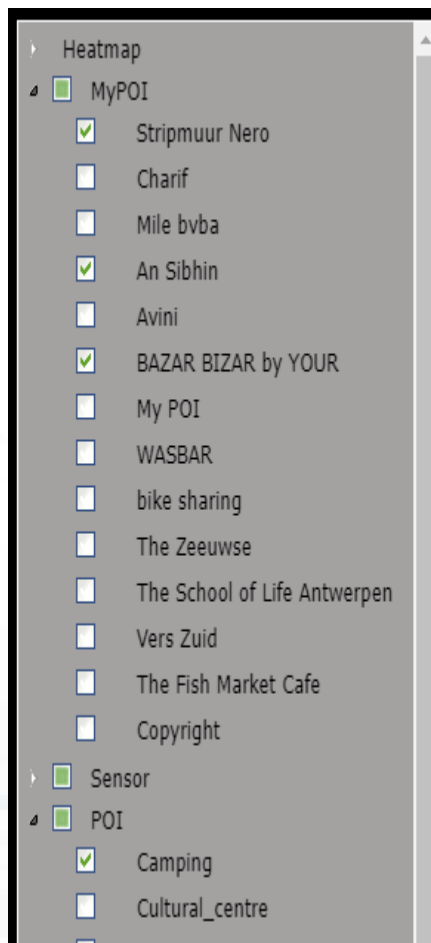 Heatmap
MyPOI
Stripmuur Nero
Charif
Mile bvba
An Sibhin
Avini
BAZAR BIZAR by YOUR
My POI
WASBAR
bike sharing
The Zeeuwse
The School of Life Antwerpen
Vers Zuid
The Fish Market Cafe
Copyright
Sensor
POI
Camping
Cultural_centre